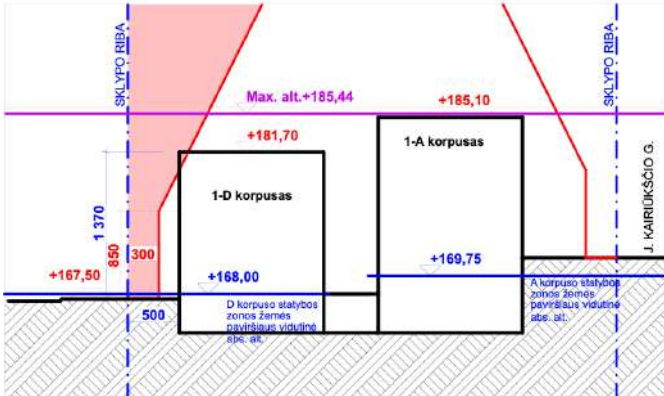 SKLYPO RIBA
SKLYPO RIBA
Max. alt.+185,44
+185,10
+181,70
1-A korpusas
1-D korpusas
J. KAIRIŪKŠČIO G.
1 370
850
300
+167,50
+168,00
+169,75
500
D korpuso statybos
zonos žemės
paviršiaus vidutinė
abs. alt.
A korpuso statybos
zonos žemės
paviršiaus vidutinė
abs. alt.